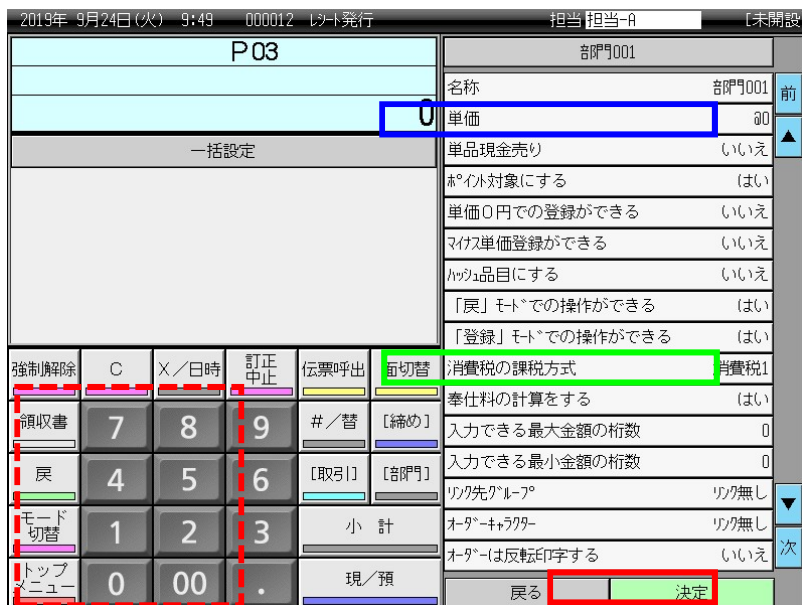 2019年 9月24日(火) 9:49 000012 ﾚｼｰﾄ発行 担当 担当-A [未開設
P03
0
一括設定
強制解除 C X／日時 訂正中止 伝票呼出 面切替
領収書 7 8 9 #／替 [締め]
戻 4 5 6 [取引] [部門]
モード切替 1 2 3 小 計
トップメニュー 0 00 . 現／預
部門001
名称 部門001
単価 @0
単品現金売り いいえ
ﾎﾟｲﾝﾄ対象にする はい
単価０円での登録ができる いいえ
ﾏｲﾅｽ単価登録ができる いいえ
ﾊｯｼｭ品目にする いいえ
「戻」ﾓｰﾄﾞでの操作ができる はい
「登録」ﾓｰﾄﾞでの操作ができる はい
消費税の課税方式 消費税1
奉仕料の計算をする はい
入力できる最大金額の桁数 0
入力できる最小金額の桁数 0
ﾘﾝｸ先ｸﾞﾙｰﾌﾟ ﾘﾝｸ無し
ｵｰﾀﾞｰｷｬﾗｸﾀｰ ﾘﾝｸ無し
ｵｰﾀﾞｰは反転印字する いいえ
前
▲
▼
次
戻る 決定